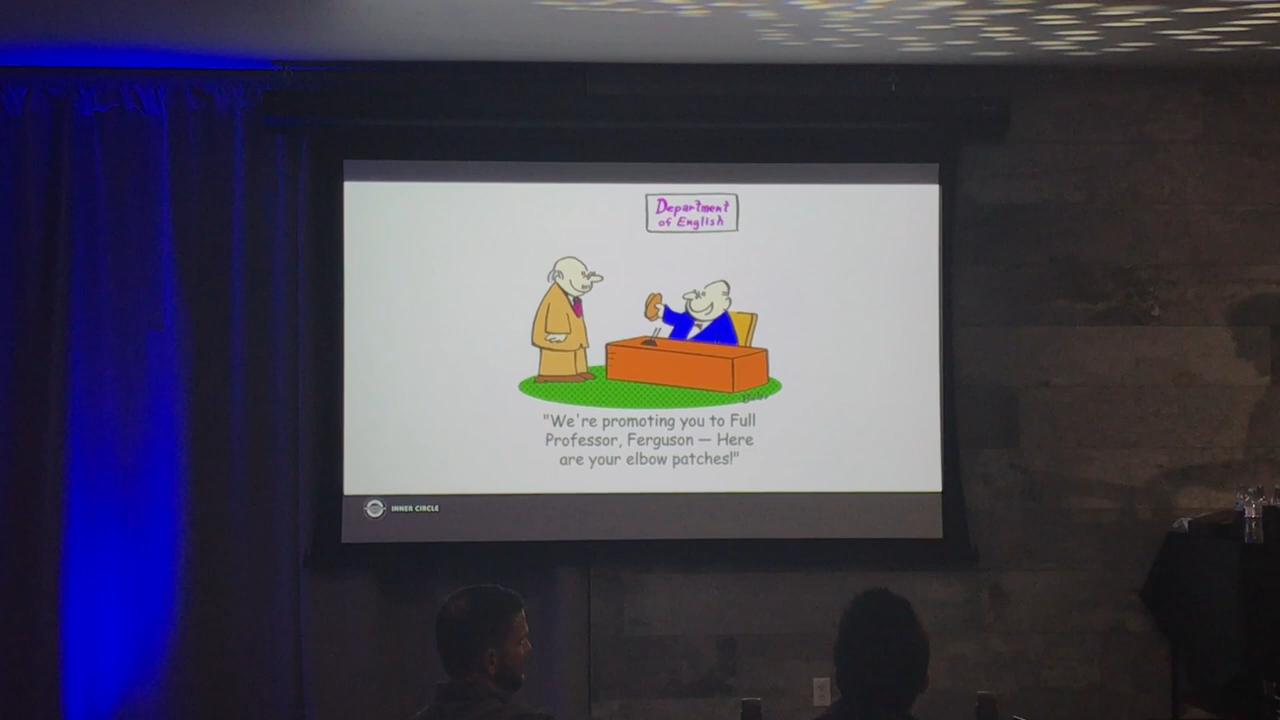 Department
of English
"We're promoting you to Full
Professor, Ferguson — Here
are your elbow patches!"
INNER CIRCLE